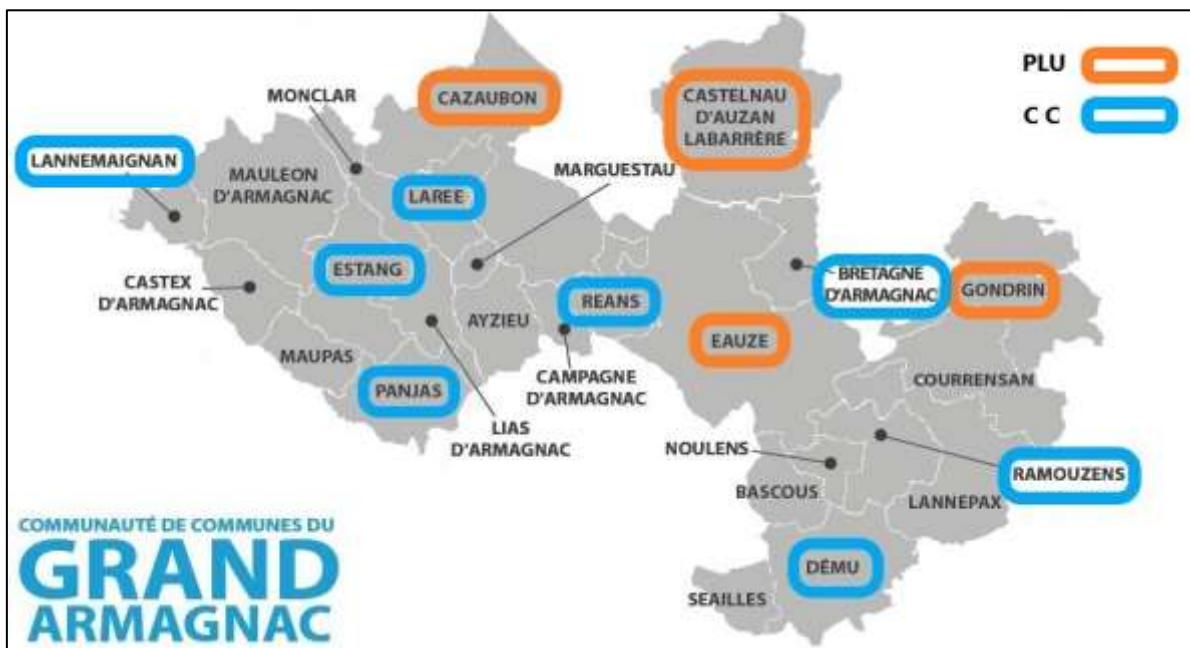 PLU
C C
MONCLAR
CAZAUBON
CASTELNAU
D'AUZAN
LABARRÈRE
LANNEMAIGNAN
MAULEON
D'ARMAGNAC
LAREE
MARGUESTAU
ESTANG
CASTEX
D'ARMAGNAC
REANS
BRETAGNE
D'ARMAGNAC
GONDRIN
AYZIEU
EAUZE
MAUPAS
PANJAS
CAMPAGNE
D'ARMAGNAC
COURRENSAN
LIAS
D'ARMAGNAC
NOULENS
RAMOUZENS
BASCOUS
LANNEPAX
DÉMU
SEAILLES
COMMUNAUTÉ DE COMMUNES DU
GRAND
ARMAGNAC